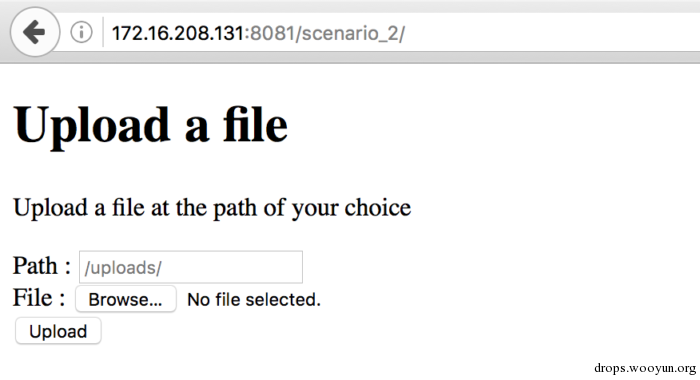 172.16.208.131:8081/scenario_2/
Upload a file
Upload a file at the path of your choice
Path : /uploads/
File : Browse... No file selected.
Upload
drops.wooyun.org